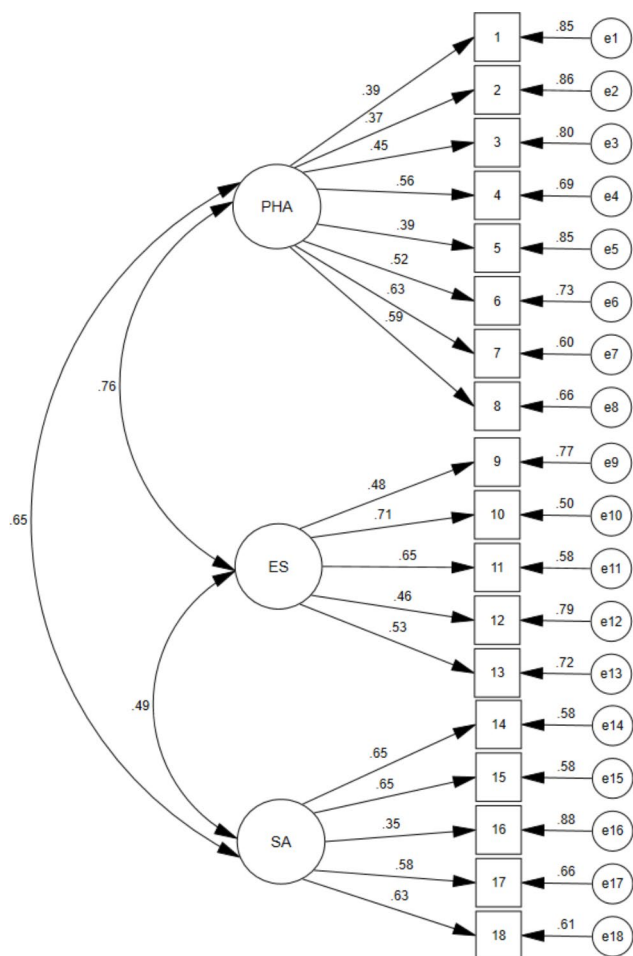 1 .85 e1
.39
2 .86 e2
.37
3 .80 e3
.45
PHA .56 4 .69 e4
.39
5 .85 e5
.52
6 .73 e6
.63
7 .60 e7
.59
8 .66 e8
.76
9 .77 e9
.48
10 .50 e10
.71
.65 ES .65 11 .58 e11
.46
12 .79 e12
.53
13 .72 e13
.49
14 .58 e14
.65
15 .58 e15
.65
SA .35 16 .88 e16
.58
17 .66 e17
.63
18 .61 e18